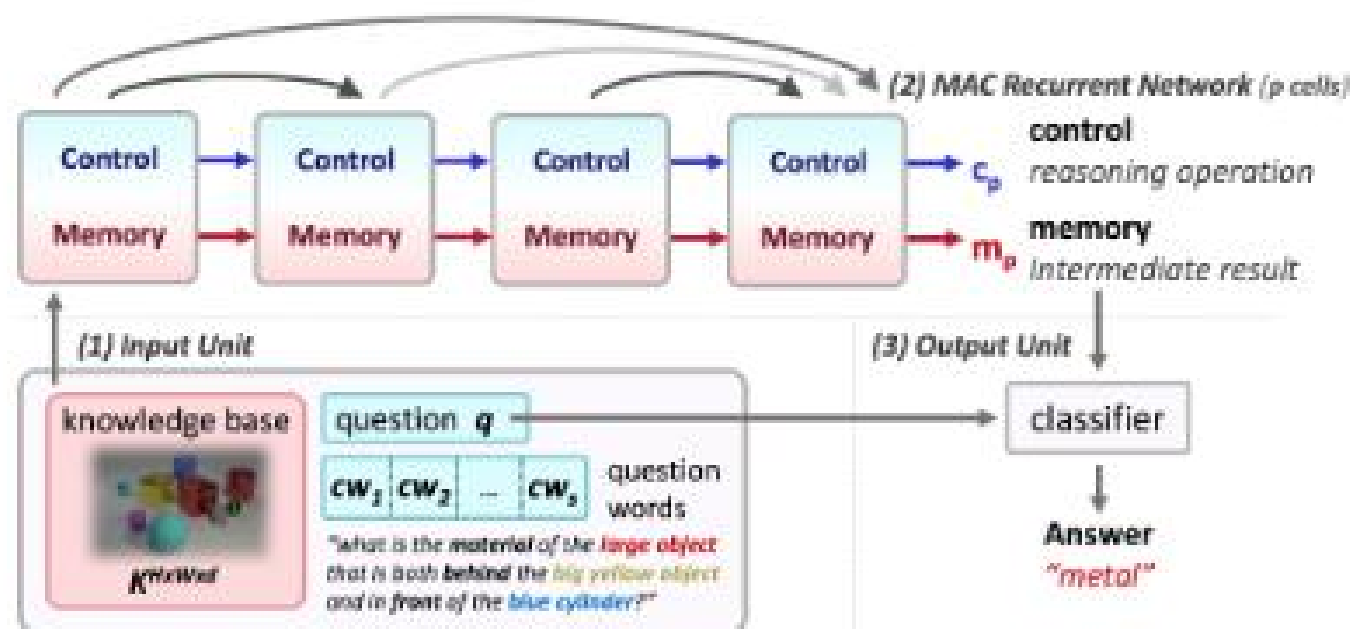 (2) MAC Recurrent Network (p cells)
Control Control Control Control
c_p
control
reasoning operation
Memory Memory Memory Memory
m_p
memory
intermediate result
(1) Input Unit
(3) Output Unit
knowledge base
K^HxWxd
question q
cw_1 cw_2 ... cw_s
question
words
"what is the material of the large object
that is both behind the big yellow object
and in front of the blue cylinder?"
classifier
Answer
"metal"